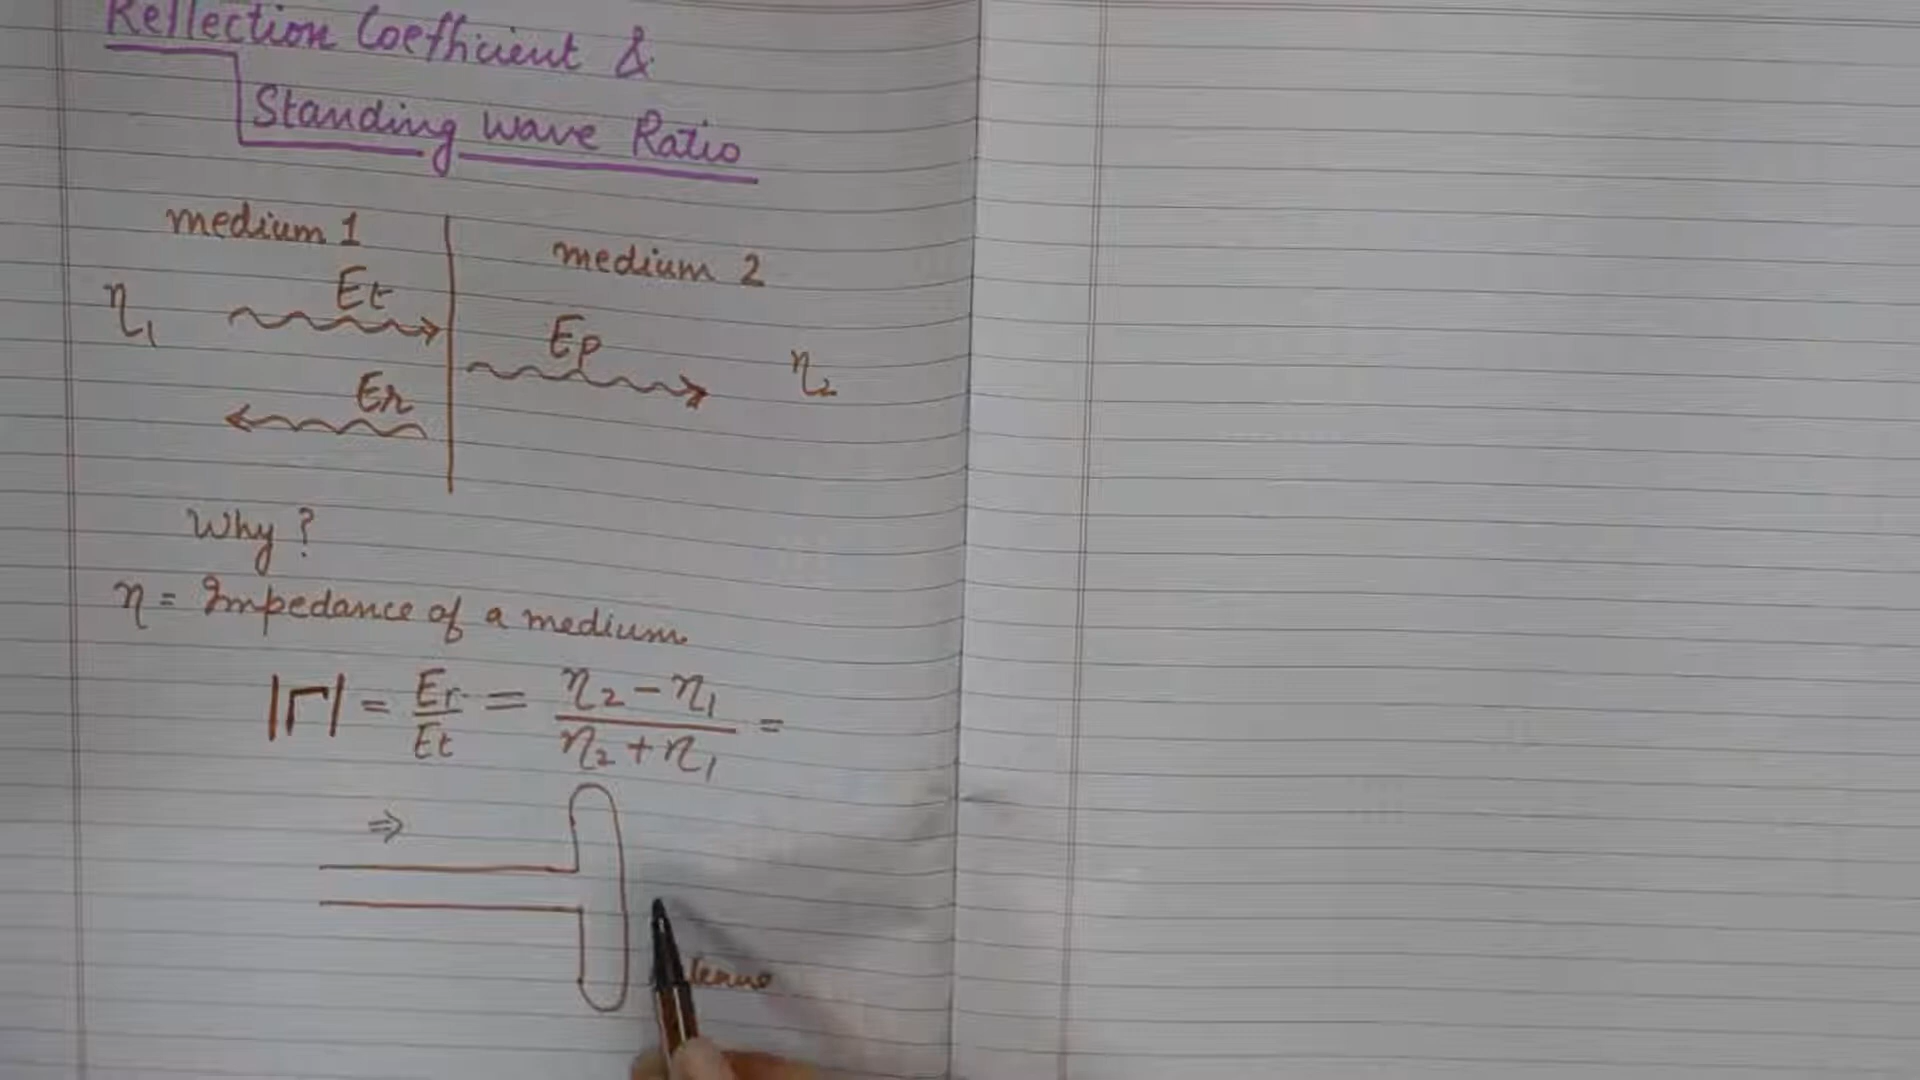 Reflection Coefficient &
Standing wave Ratio
medium 1
medium 2
η1
Et
Ep
η2
Er
Why?
η = Impedance of a medium
|Γ| = Er/Et = η2-η1/η2+η1 =
⇒